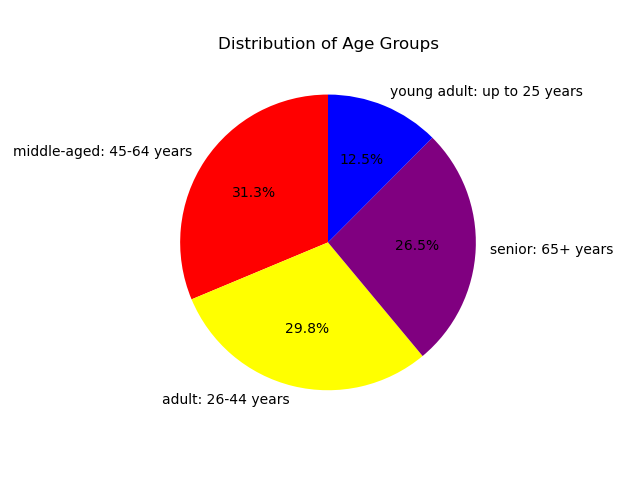 Distribution of Age Groups
young adult: up to 25 years
middle-aged: 45-64 years
12.5%
31.3%
26.5%
senior: 65+ years
29.8%
adult: 26-44 years